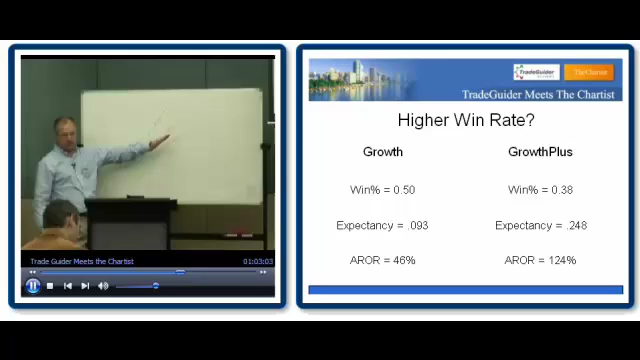 TradeGuider
TheChartist
TradeGuider Meets The Chartist
Higher Win Rate?
Growth
GrowthPlus
Win% = 0.50
Win% = 0.38
Expectancy = .093
Expectancy = .248
AROR = 46%
AROR = 124%
Trade Guider Meets the Chartist
01:03:03